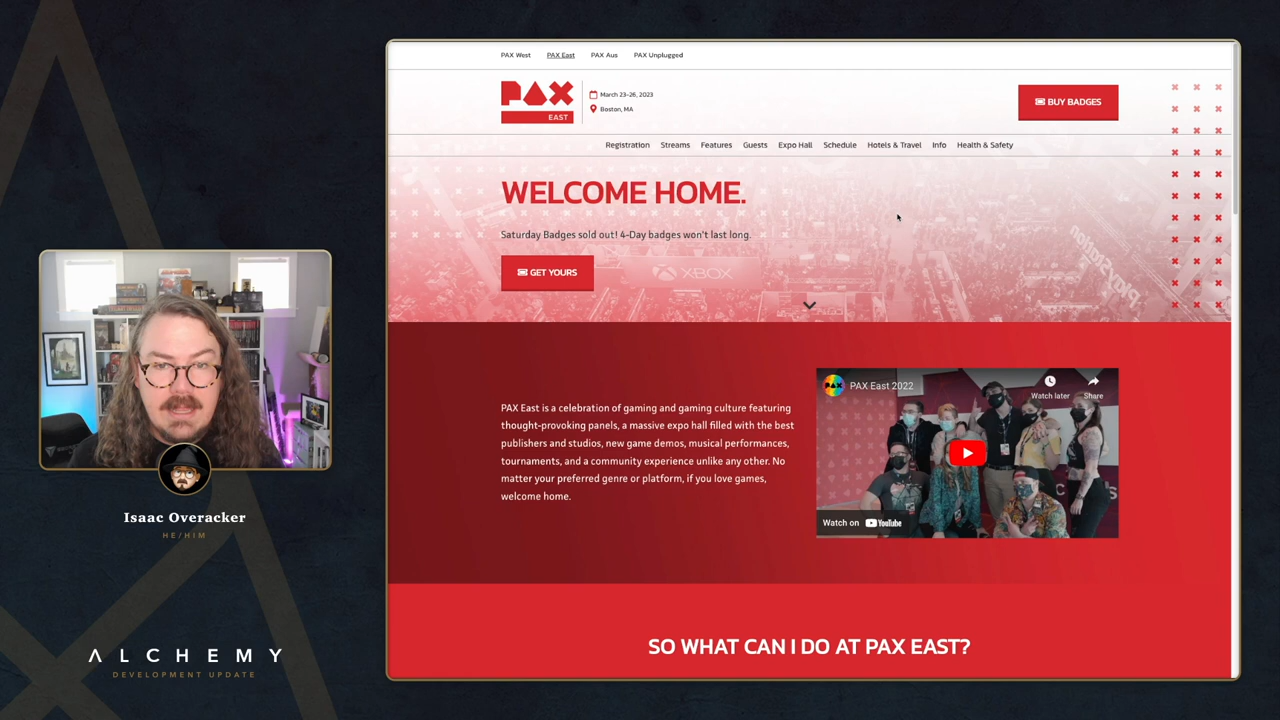 PAX West PAX East PAX Aus PAX Unplugged
PAX
EAST
March 23-26, 2023
Boston, MA
BUY BADGES
Registration Streams Features Guests Expo Hall Schedule Hotels & Travel Info Health & Safety
WELCOME HOME.
Saturday Badges sold out! 4-Day badges won't last long.
GET YOURS
XBOX
PAX East 2022
Watch later
Share
PAX East is a celebration of gaming and gaming culture featuring
thought-provoking panels, a massive expo hall filled with the best
publishers and studios, new game demos, musical performances,
tournaments, and a community experience unlike any other. No
matter your preferred genre or platform, if you love games,
welcome home.
Watch on YouTube
SO WHAT CAN I DO AT PAX EAST?
Isaac Overacker
HE/HIM
ALCHEMY
DEVELOPMENT UPDATE